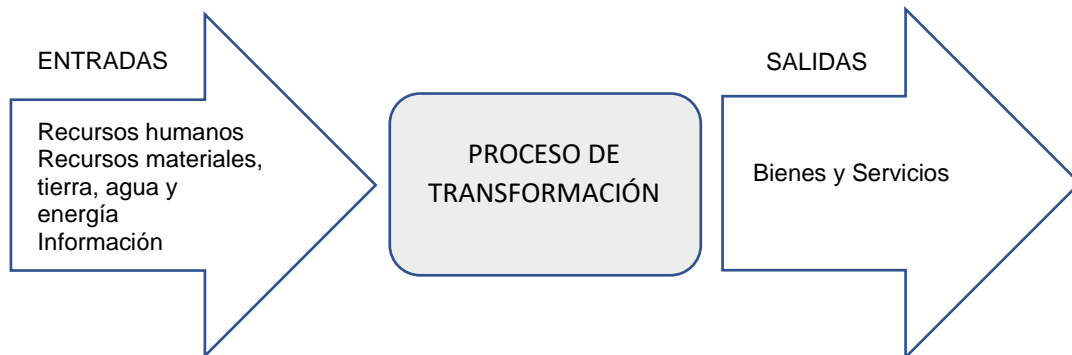 ENTRADAS
Recursos humanos
Recursos materiales,
tierra, agua y
energía
Información
PROCESO DE
TRANSFORMACIÓN
SALIDAS
Bienes y Servicios